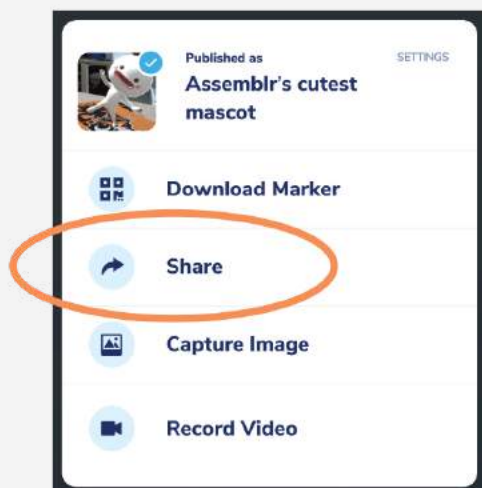 Published as
SETTINGS
Assemblr's cutest
mascot
Download Marker
Share
Capture Image
Record Video